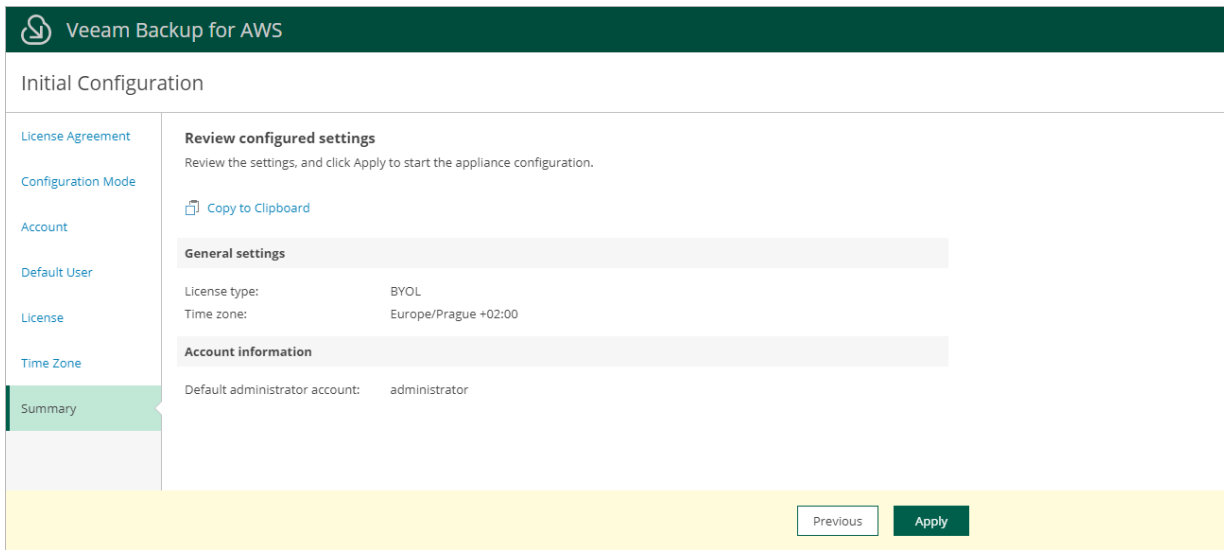 Veeam Backup for AWS
Initial Configuration
License Agreement
Configuration Mode
Account
Default User
License
Time Zone
Summary
Review configured settings
Review the settings, and click Apply to start the appliance configuration.
Copy to Clipboard
General settings
License type: BYOL
Time zone: Europe/Prague +02:00
Account information
Default administrator account: administrator
Previous Apply